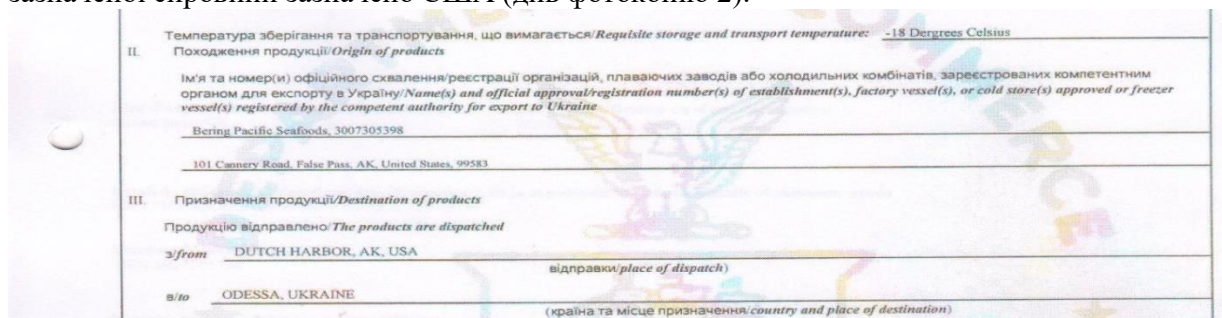 зазначеної сировини зазначено США (див фотокопію 2).
Температура зберігання та транспортування, що вимагається/Requisite storage and transport temperature: -18 Dergrees Celsius
II. Походження продукції/Origin of products
Ім'я та номер(и) офіційного схвалення/реєстрації організацій, плаваючих заводів або холодильних комбінатів, зареєстрованих компетентним
органом для експорту в Україну/Name(s) and official approval/registration number(s) of establishment(s), factory vessel(s), or cold store(s) approved or freezer
vessel(s) registered by the competent authority for export to Ukraine
Bering Pacific Seafoods, 3007305398
101 Cannery Road, False Pass, AK, United States, 99583
III. Призначення продукції/Destination of products
Продукцію відправлено/The products are dispatched
з/from DUTCH HARBOR, AK, USA
відправки/place of dispatch)
в/to ODESSA, UKRAINE
(країна та місце призначення/country and place of destination)